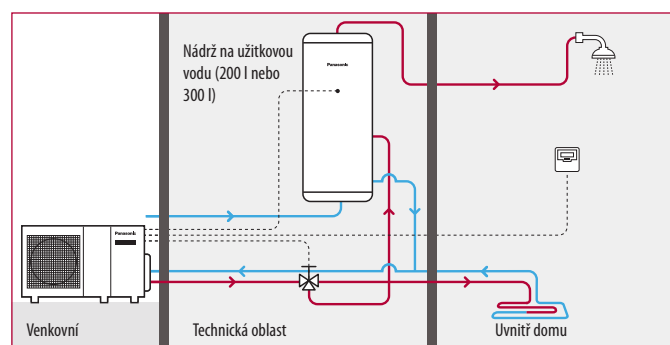 Nádrž na užitkovou
vodu (200 l nebo
300 l)
Panasonic
Panasonic
Venkovní
Technická oblast
Uvnitř domu